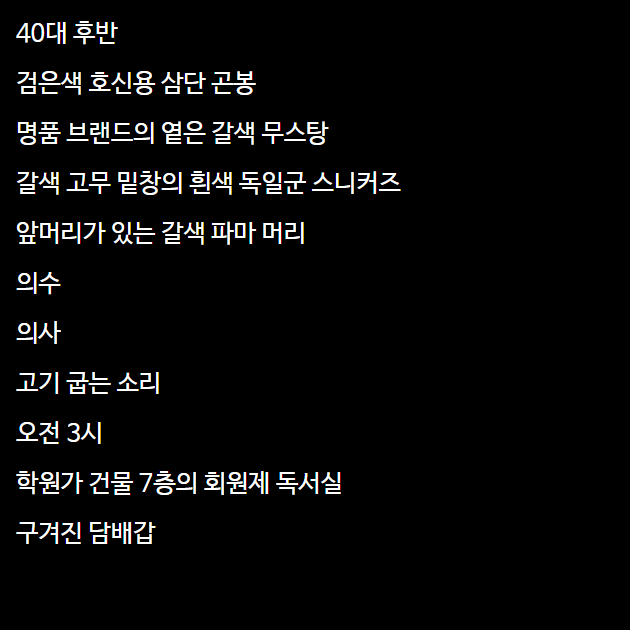 40대 후반
검은색 호신용 삼단 곤봉
명품 브랜드의 옅은 갈색 무스탕
갈색 고무 밑창의 흰색 독일군 스니커즈
앞머리가 있는 갈색 파마 머리
의수
의사
고기 굽는 소리
오전 3시
학원가 건물 7층의 회원제 독서실
구겨진 담배갑